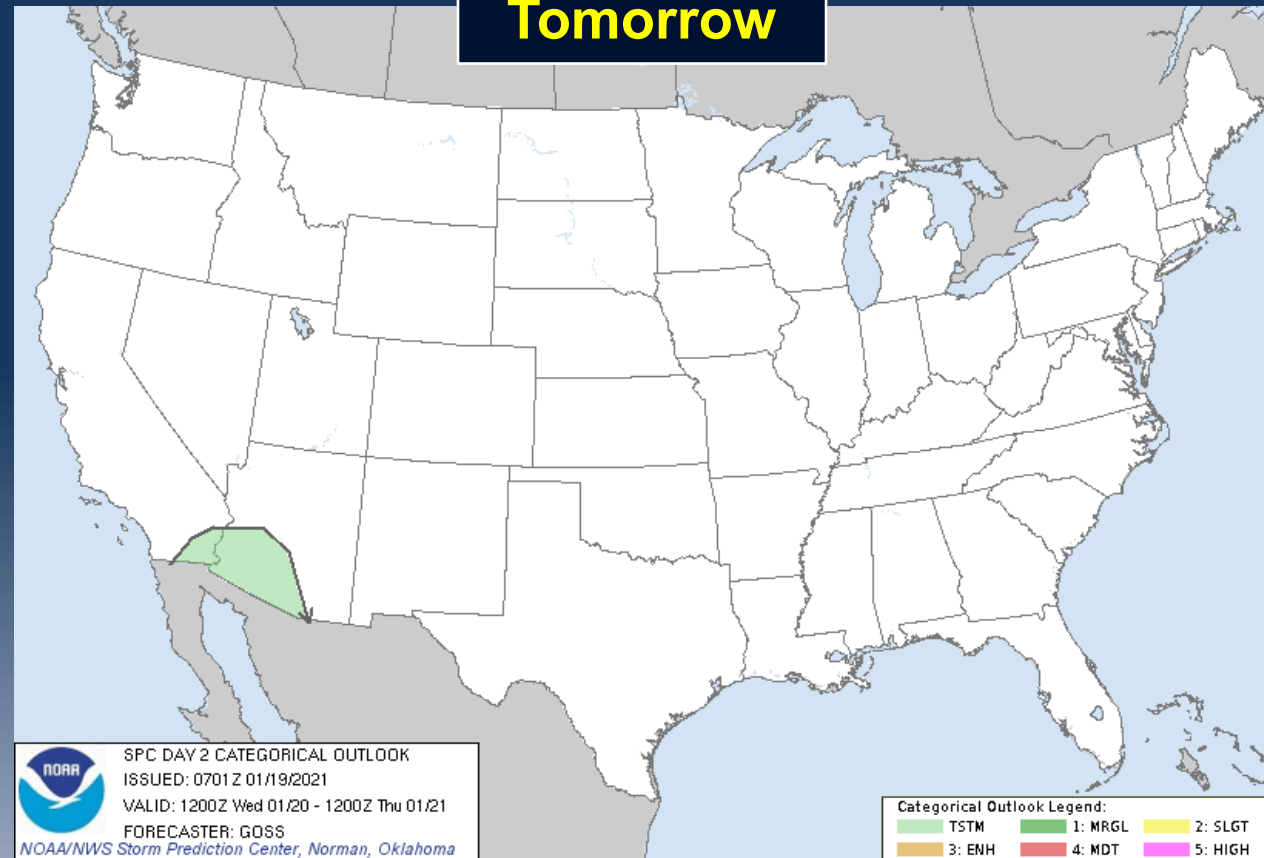 Tomorrow
NOAA
SPC DAY 2 CATEGORICAL OUTLOOK
ISSUED: 0701Z 01/19/2021
VALID: 1200Z Wed 01/20 - 1200Z Thu 01/21
FORECASTER: GOSS
NOAA/NWS Storm Prediction Center, Norman, Oklahoma
Categorical Outlook Legend:
TSTM 1: MRGL 2: SLGT
3: ENH 4: MDT 5: HIGH